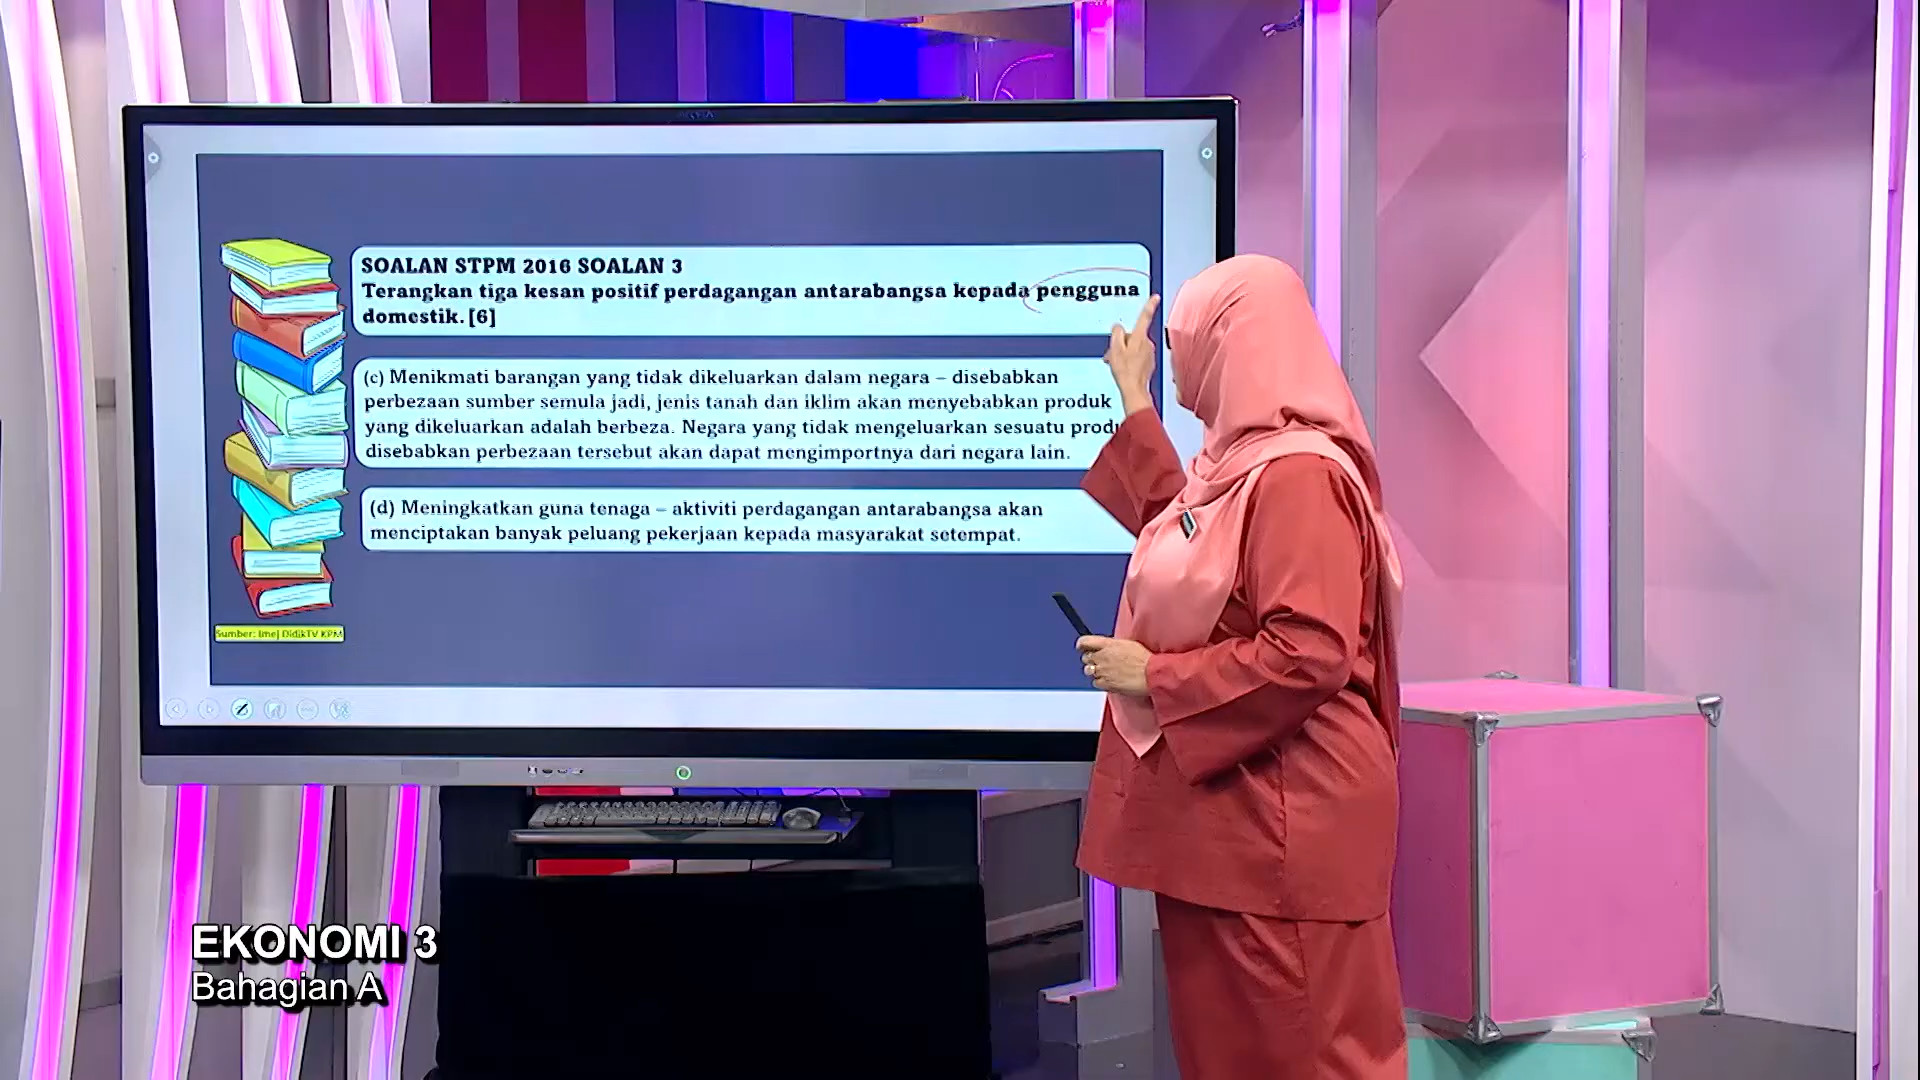 SOALAN STPM 2016 SOALAN 3
Terangkan tiga kesan positif perdagangan antarabangsa kepada pengguna
domestik. [6]
(c) Menikmati barangan yang tidak dikeluarkan dalam negara – disebabkan
perbezaan sumber semula jadi, jenis tanah dan iklim akan menyebabkan produk
yang dikeluarkan adalah berbeza. Negara yang tidak mengeluarkan sesuatu produ
disebabkan perbezaan tersebut akan dapat mengimportnya dari negara lain.
(d) Meningkatkan guna tenaga – aktiviti perdagangan antarabangsa akan
menciptakan banyak peluang pekerjaan kepada masyarakat setempat.
Sumber: Imej DidikTV KPM
EKONOMI 3
Bahagian A